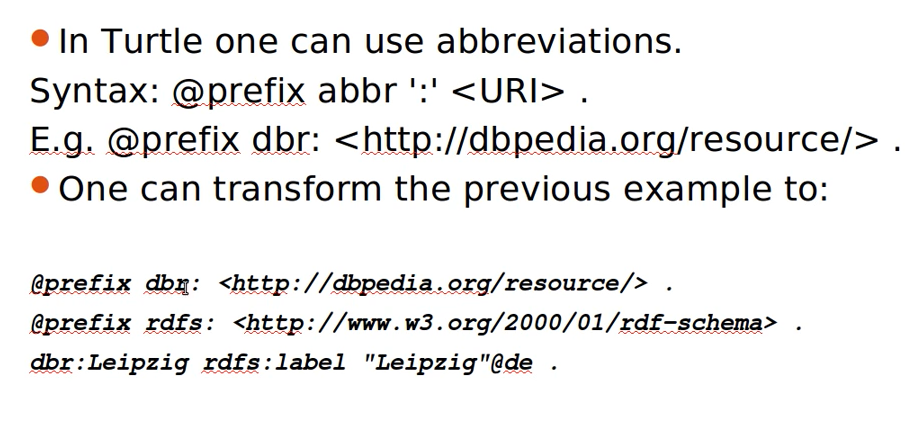 ● In Turtle one can use abbreviations.
Syntax: @prefix abbr ':' <URI> .
E.g. @prefix dbr: <http://dbpedia.org/resource/> .
● One can transform the previous example to:
@prefix dbr: <http://dbpedia.org/resource/> .
@prefix rdfs: <http://www.w3.org/2000/01/rdf-schema> .
dbr:Leipzig rdfs:label "Leipzig"@de .